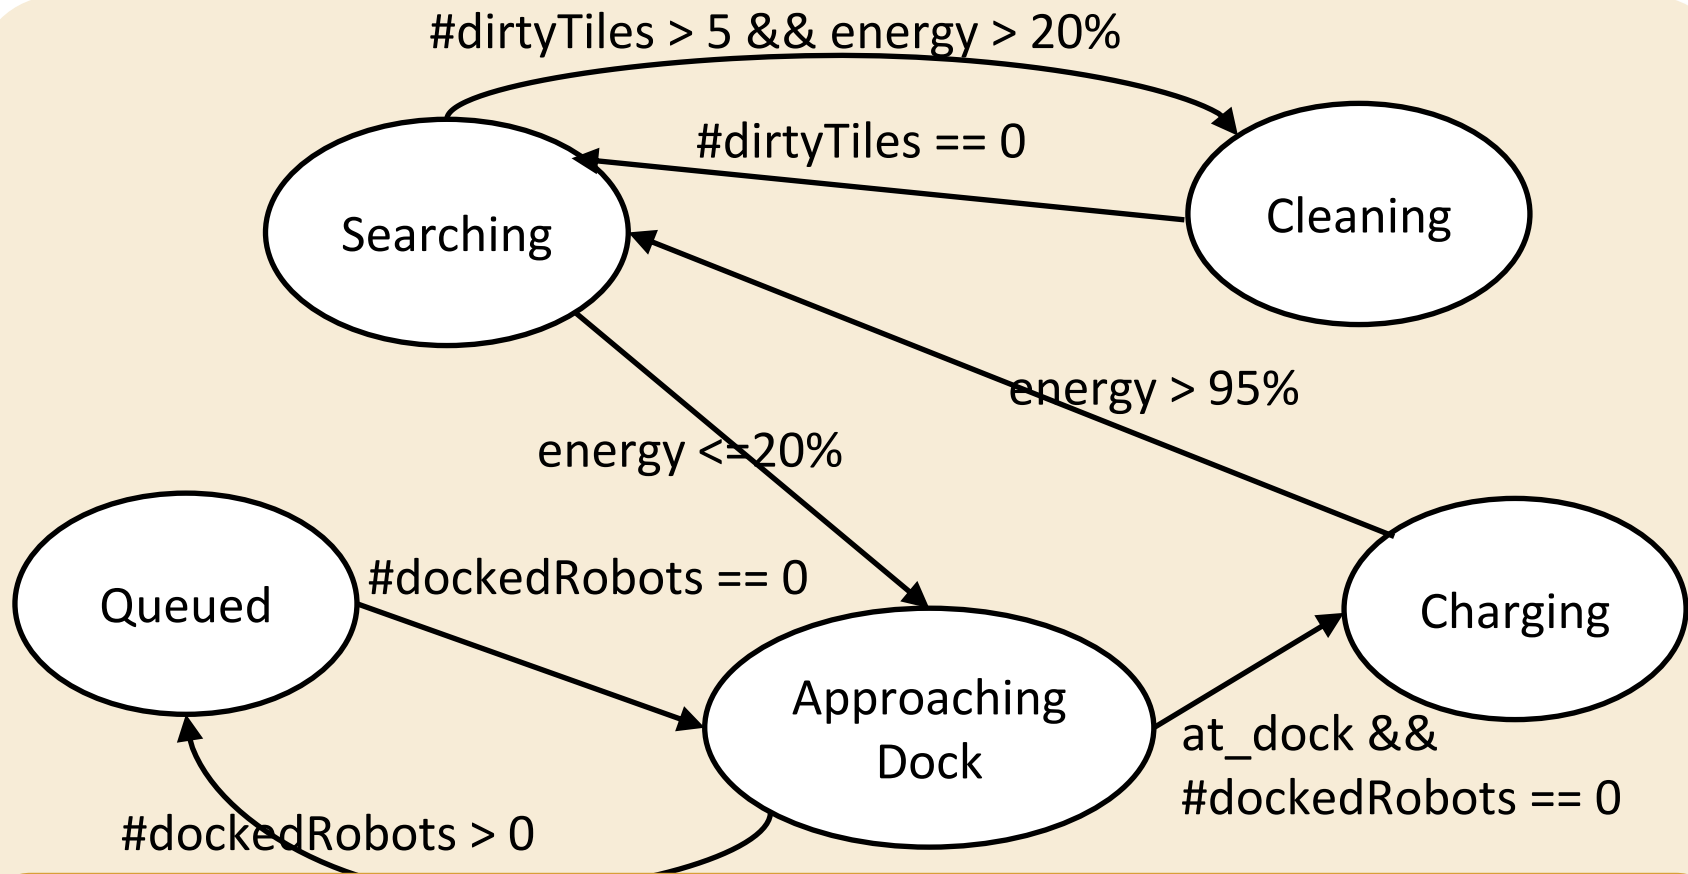 #dirtyTiles > 5 && energy > 20%
#dirtyTiles == 0
Searching
Cleaning
energy > 95%
energy <=20%
Queued
#dockedRobots == 0
Charging
Approaching
Dock
at_dock &&
#dockedRobots == 0
#dockedRobots > 0